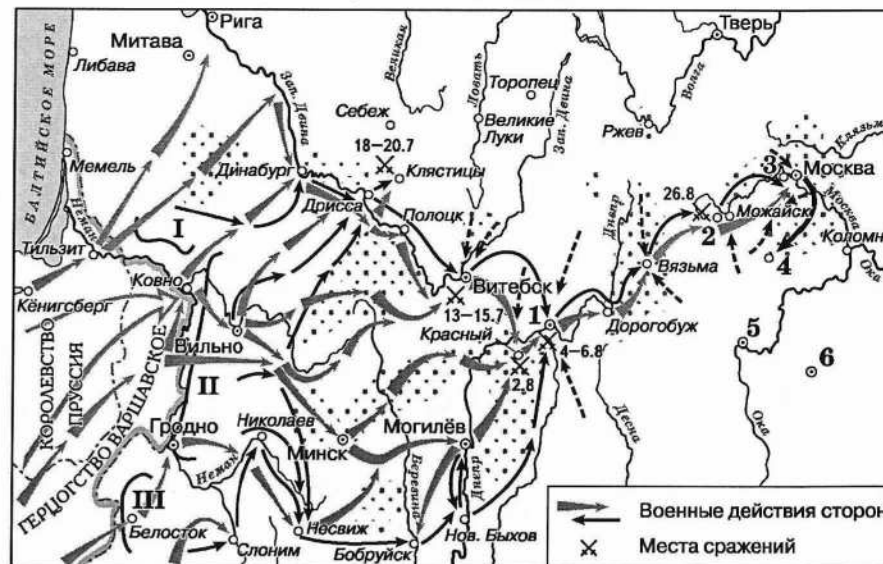 Рига
Тверь
Митава
Либава
БАЛТИЙСКОЕ МОРЕ
Зап. Двина
Великая
Ловать
Торопец
Великие
Луки
Зап. Двина
Волга
Ржев
Клязьма
Себеж
18–20.7
Клястицы
Мемель
Динабург
Дрисса
Полоцк
Неман
I
Тильзит
Днепр
26.8
3
Москва
Москва
2
Можайск
Коломна
Ока
4
Ковно
Кёнигсберг
Витебск
Вязьма
13–15.7
Вильно
Красный
1
4–6.8
Дорогобуж
5
6
2.8
КОРОЛЕВСТВО
ПРУССИЯ
ГЕРЦОГСТВО ВАРШАВСКОЕ
II
Гродно
Николаев
Неман
Минск
Могилёв
Березина
Днепр
Десна
Ока
III
Белосток
Слоним
Несвиж
Бобруйск
Нов. Быхов
Военные действия сторон
Места сражений